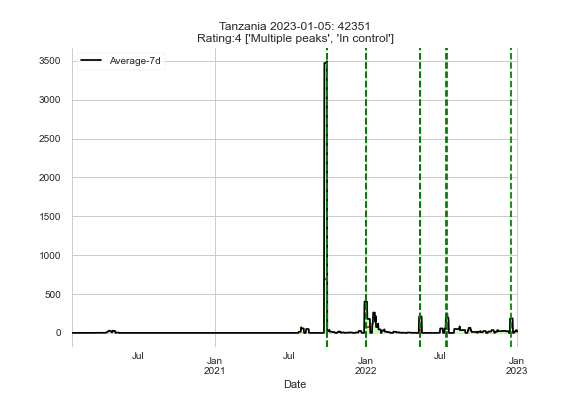 Tanzania 2023-01-05: 42351
Rating:4 ['Multiple peaks', 'In control']
Average-7d
3500
3000
2500
2000
1500
1000
500
0
Jul
Jan
2021
Jul
Jan
2022
Jul
Jan
2023
Date